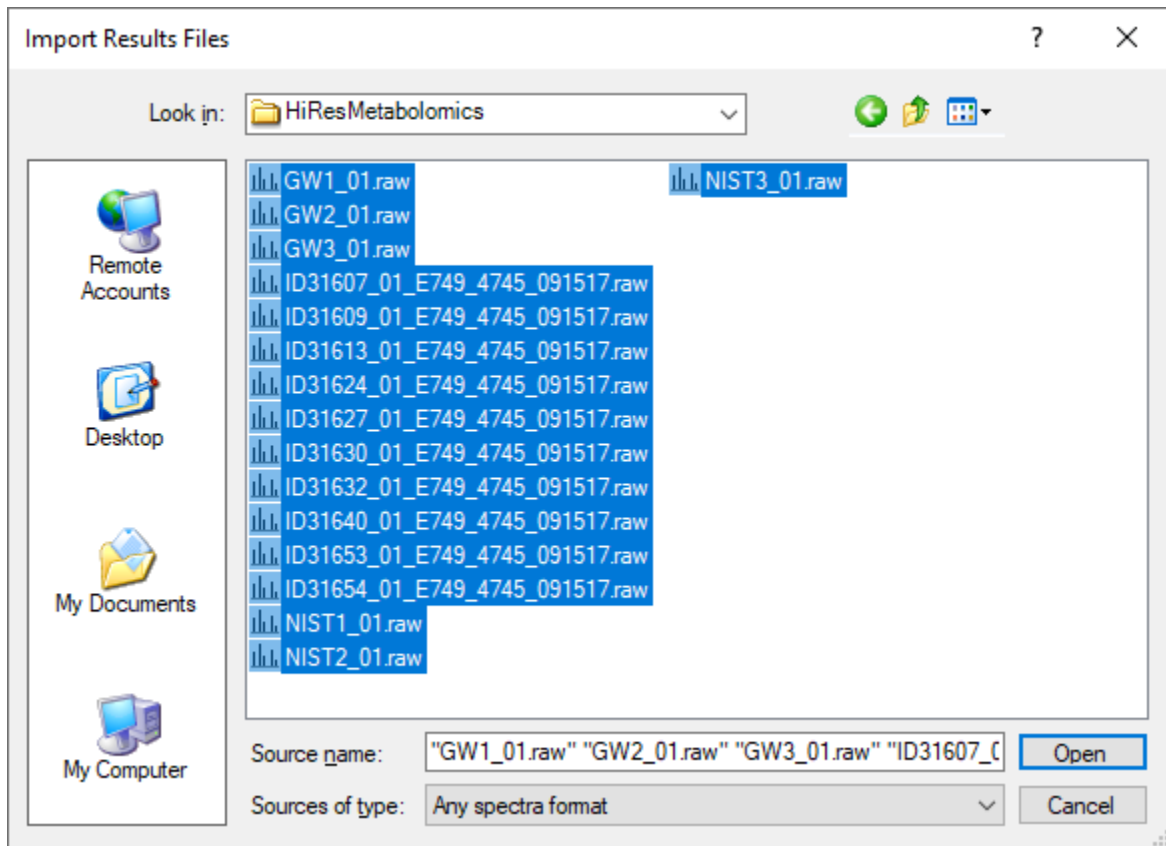 Import Results Files
?
Look in: HiResMetabolomics
Remote
Accounts
Desktop
My Documents
My Computer
GW1_01.raw
GW2_01.raw
GW3_01.raw
ID31607_01_E749_4745_091517.raw
ID31609_01_E749_4745_091517.raw
ID31613_01_E749_4745_091517.raw
ID31624_01_E749_4745_091517.raw
ID31627_01_E749_4745_091517.raw
ID31630_01_E749_4745_091517.raw
ID31632_01_E749_4745_091517.raw
ID31640_01_E749_4745_091517.raw
ID31653_01_E749_4745_091517.raw
ID31654_01_E749_4745_091517.raw
NIST1_01.raw
NIST2_01.raw
NIST3_01.raw
Source name: "GW1_01.raw" "GW2_01.raw" "GW3_01.raw" "ID31607_0 Open
Sources of type: Any spectra format Cancel